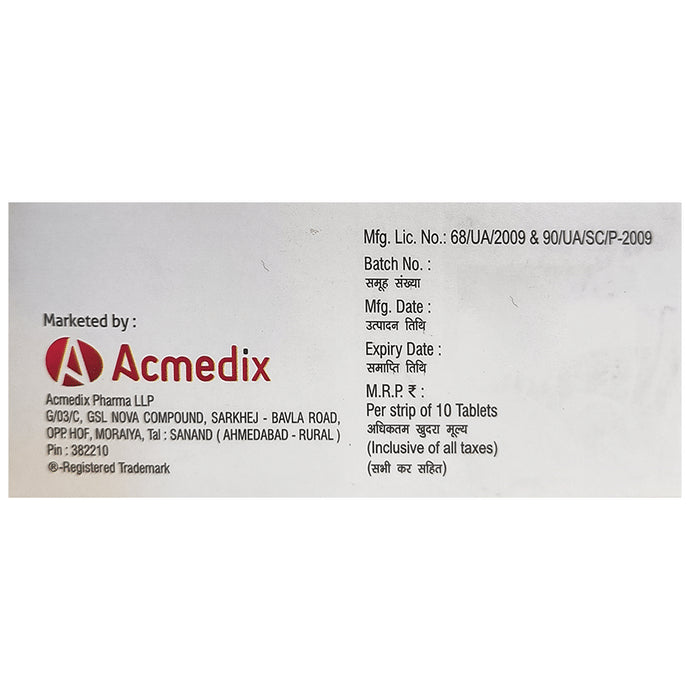 Marketed by :
Acmedix
Acmedix Pharma LLP
G/03/C, GSL NOVA COMPOUND, SARKHEJ - BAVLA ROAD,
OPP. HOF, MORAIYA, Tal : SANAND ( AHMEDABAD - RURAL )
Pin : 382210
®-Registered Trademark
Mfg. Lic. No.: 68/UA/2009 & 90/UA/SC/P-2009
Batch No. :
समूह संख्या
Mfg. Date :
उत्पादन तिथि
Expiry Date :
समाप्ति तिथि
M.R.P. ₹ :
Per strip of 10 Tablets
अधिकतम खुदरा मूल्य
(Inclusive of all taxes)
(सभी कर सहित)